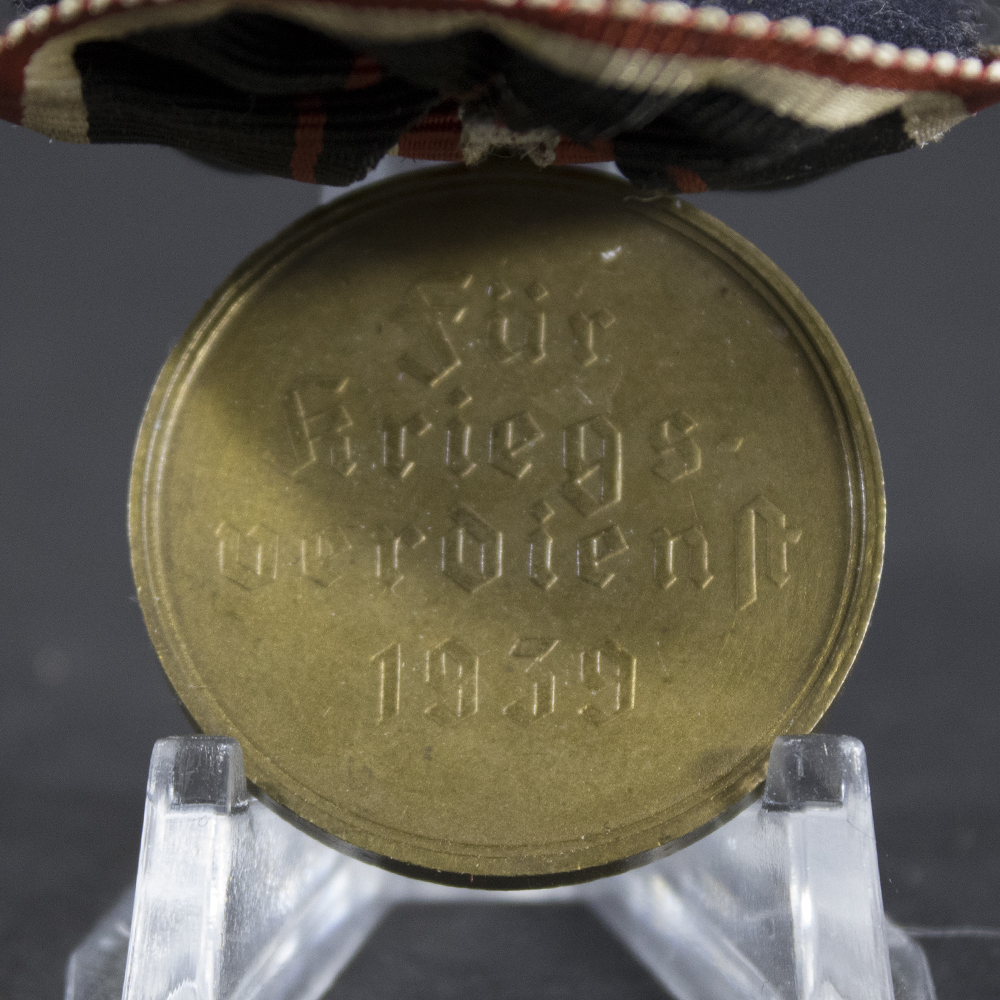 Für
Kriegs-
verdienſt
1939